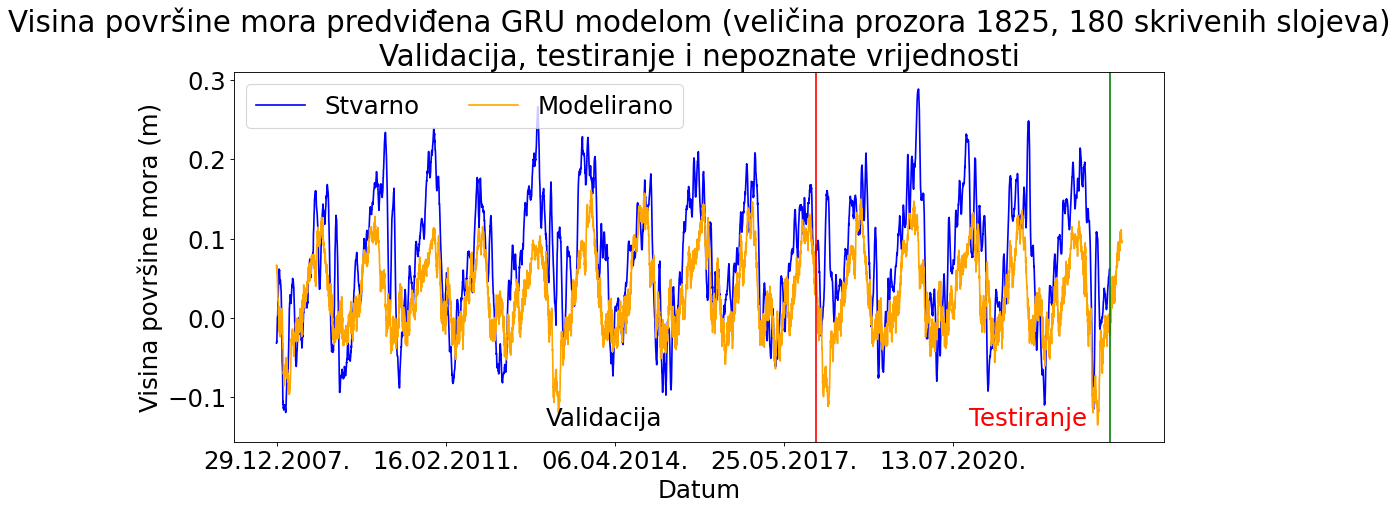 Visina površine mora predviđena GRU modelom (veličina prozora 1825, 180 skrivenih slojeva)
Validacija, testiranje i nepoznate vrijednosti
Stvarno
Modelirano
Visina površine mora (m)
0.3
0.2
0.1
0.0
−0.1
Validacija
Testiranje
29.12.2007.
16.02.2011.
06.04.2014.
25.05.2017.
13.07.2020.
Datum